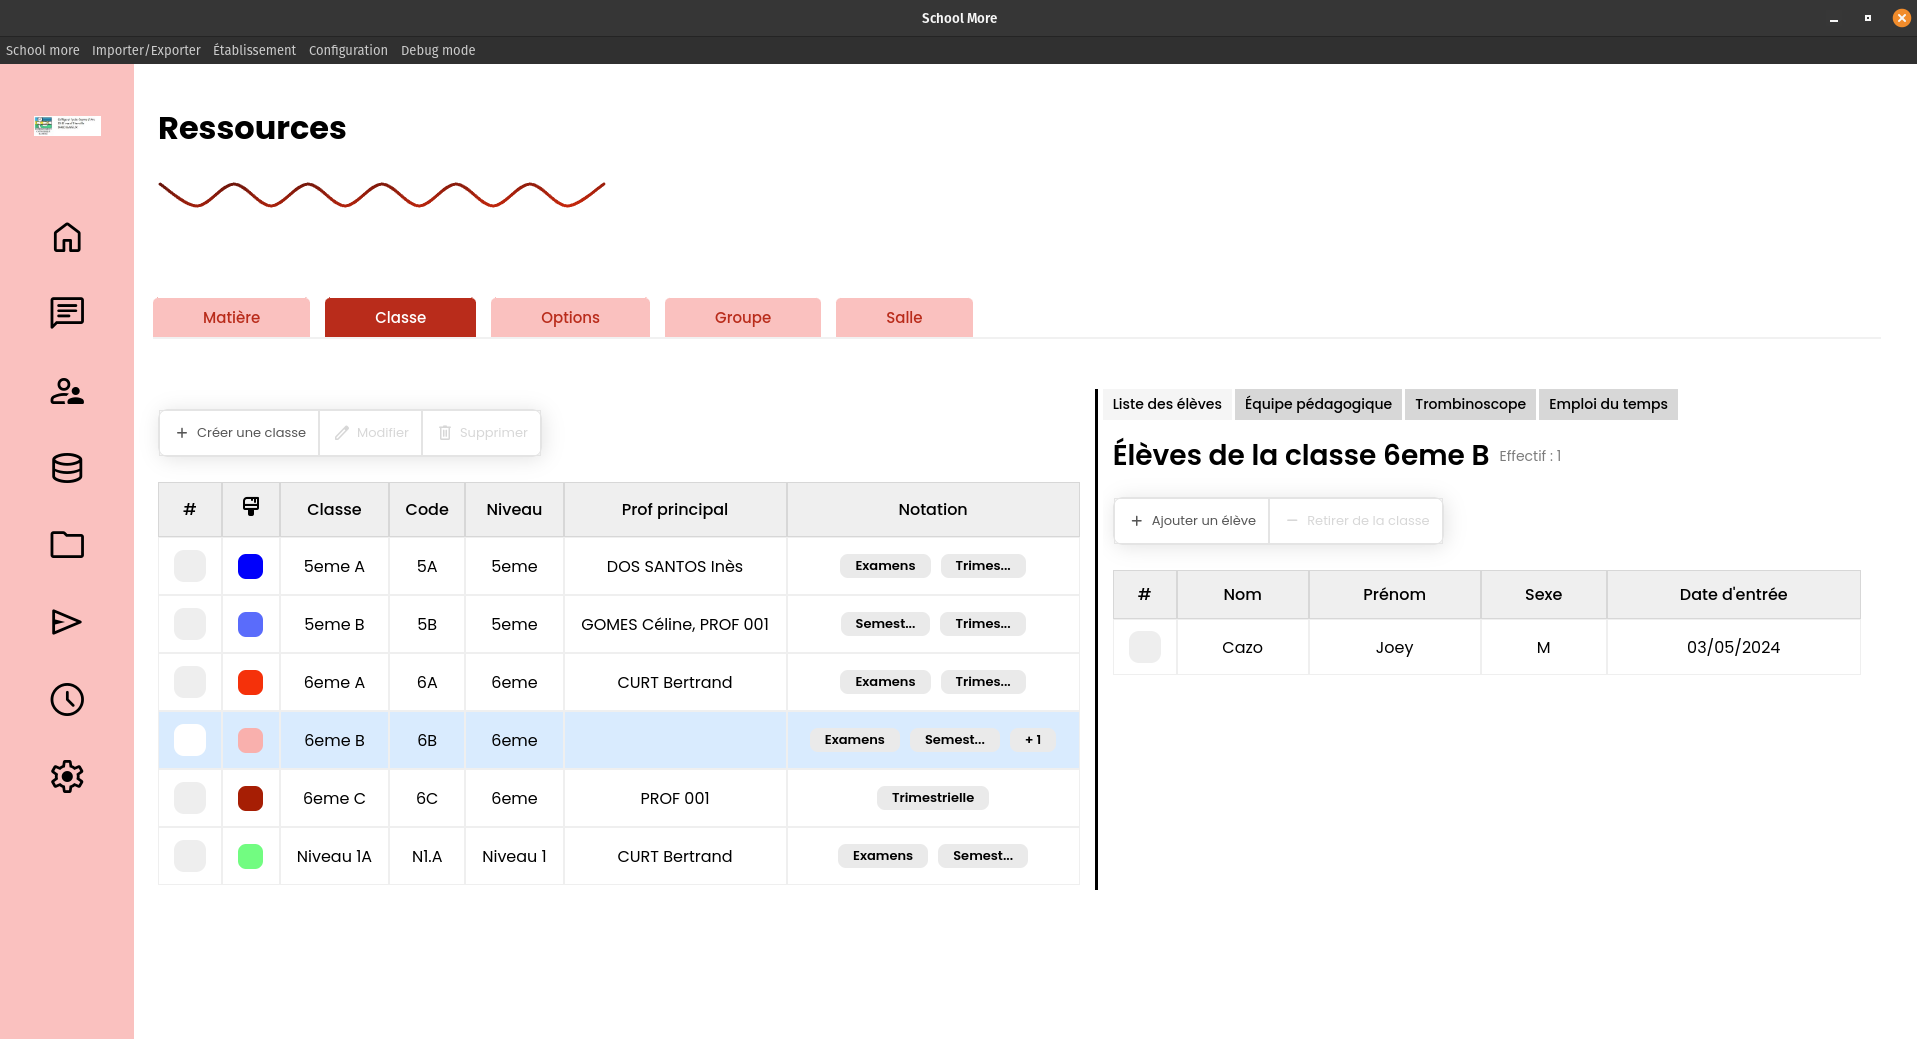 School More
School more Importer/Exporter Établissement Configuration Debug mode
Ressources
Matière Classe Options Groupe Salle
Liste des élèves Équipe pédagogique Trombinoscope Emploi du temps
+ Créer une classe Modifier Supprimer
Élèves de la classe 6eme B Effectif : 1
+ Ajouter un élève − Retirer de la classe
# Classe Code Niveau Prof principal Notation
5eme A 5A 5eme DOS SANTOS Inès Examens Trimes...
5eme B 5B 5eme GOMES Céline, PROF 001 Semest... Trimes...
6eme A 6A 6eme CURT Bertrand Examens Trimes...
6eme B 6B 6eme Examens Semest... + 1
6eme C 6C 6eme PROF 001 Trimestrielle
Niveau 1A N1.A Niveau 1 CURT Bertrand Examens Semest...
# Nom Prénom Sexe Date d'entrée
Cazo Joey M 03/05/2024